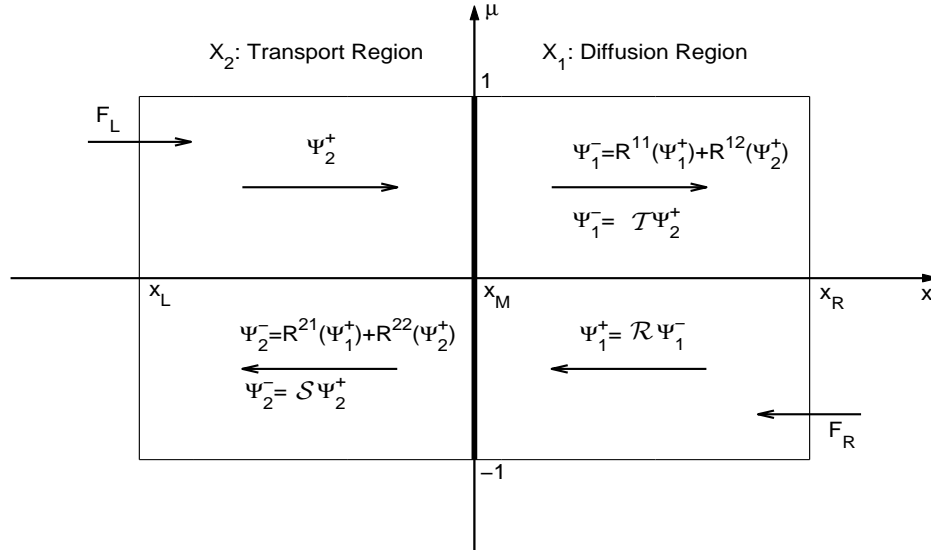 μ
X₂: Transport Region
X₁: Diffusion Region
1
F_L
Ψ₂⁺
Ψ₁⁻=R¹¹(Ψ₁⁺)+R¹²(Ψ₂⁺)
Ψ₁⁻= 𝒯Ψ₂⁺
x_L
x_M
x_R
x
Ψ₂⁻=R²¹(Ψ₁⁺)+R²²(Ψ₂⁺)
Ψ₁⁺=ℛΨ₁⁻
Ψ₂⁻= 𝒮Ψ₂⁺
F_R
−1